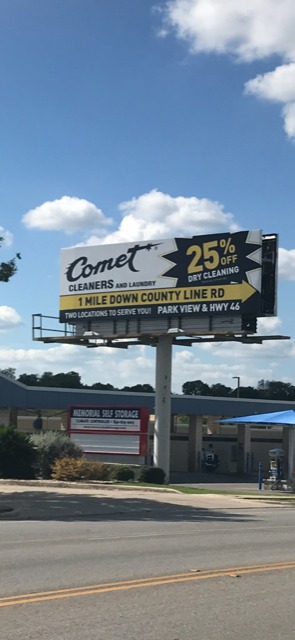 Comet
CLEANERS AND LAUNDRY
25% OFF
DRY CLEANING
1 MILE DOWN COUNTY LINE RD
TWO LOCATIONS TO SERVE YOU! PARK VIEW & HWY 46
MEMORIAL SELF STORAGE